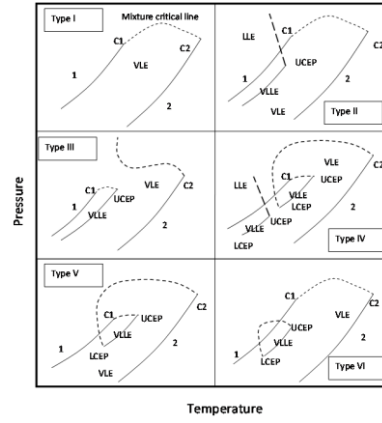 Type I
Mixture critical line
C1
C2
1
VLE
2
LLE
C1
C2
UCEP
1
VLLE
2
VLE
Type II
Type III
VLE
C1
C2
1
UCEP
VLLE
2
VLE
LLE
C1
UCEP
C2
1
VLLE
UCEP
LCEP
2
LCEP
Type IV
Type V
C1
C2
1
UCEP
VLLE
2
LCEP
VLE
C1
C2
VLE
UCEP
1
VLLE
2
LCEP
Type VI
Pressure
Temperature